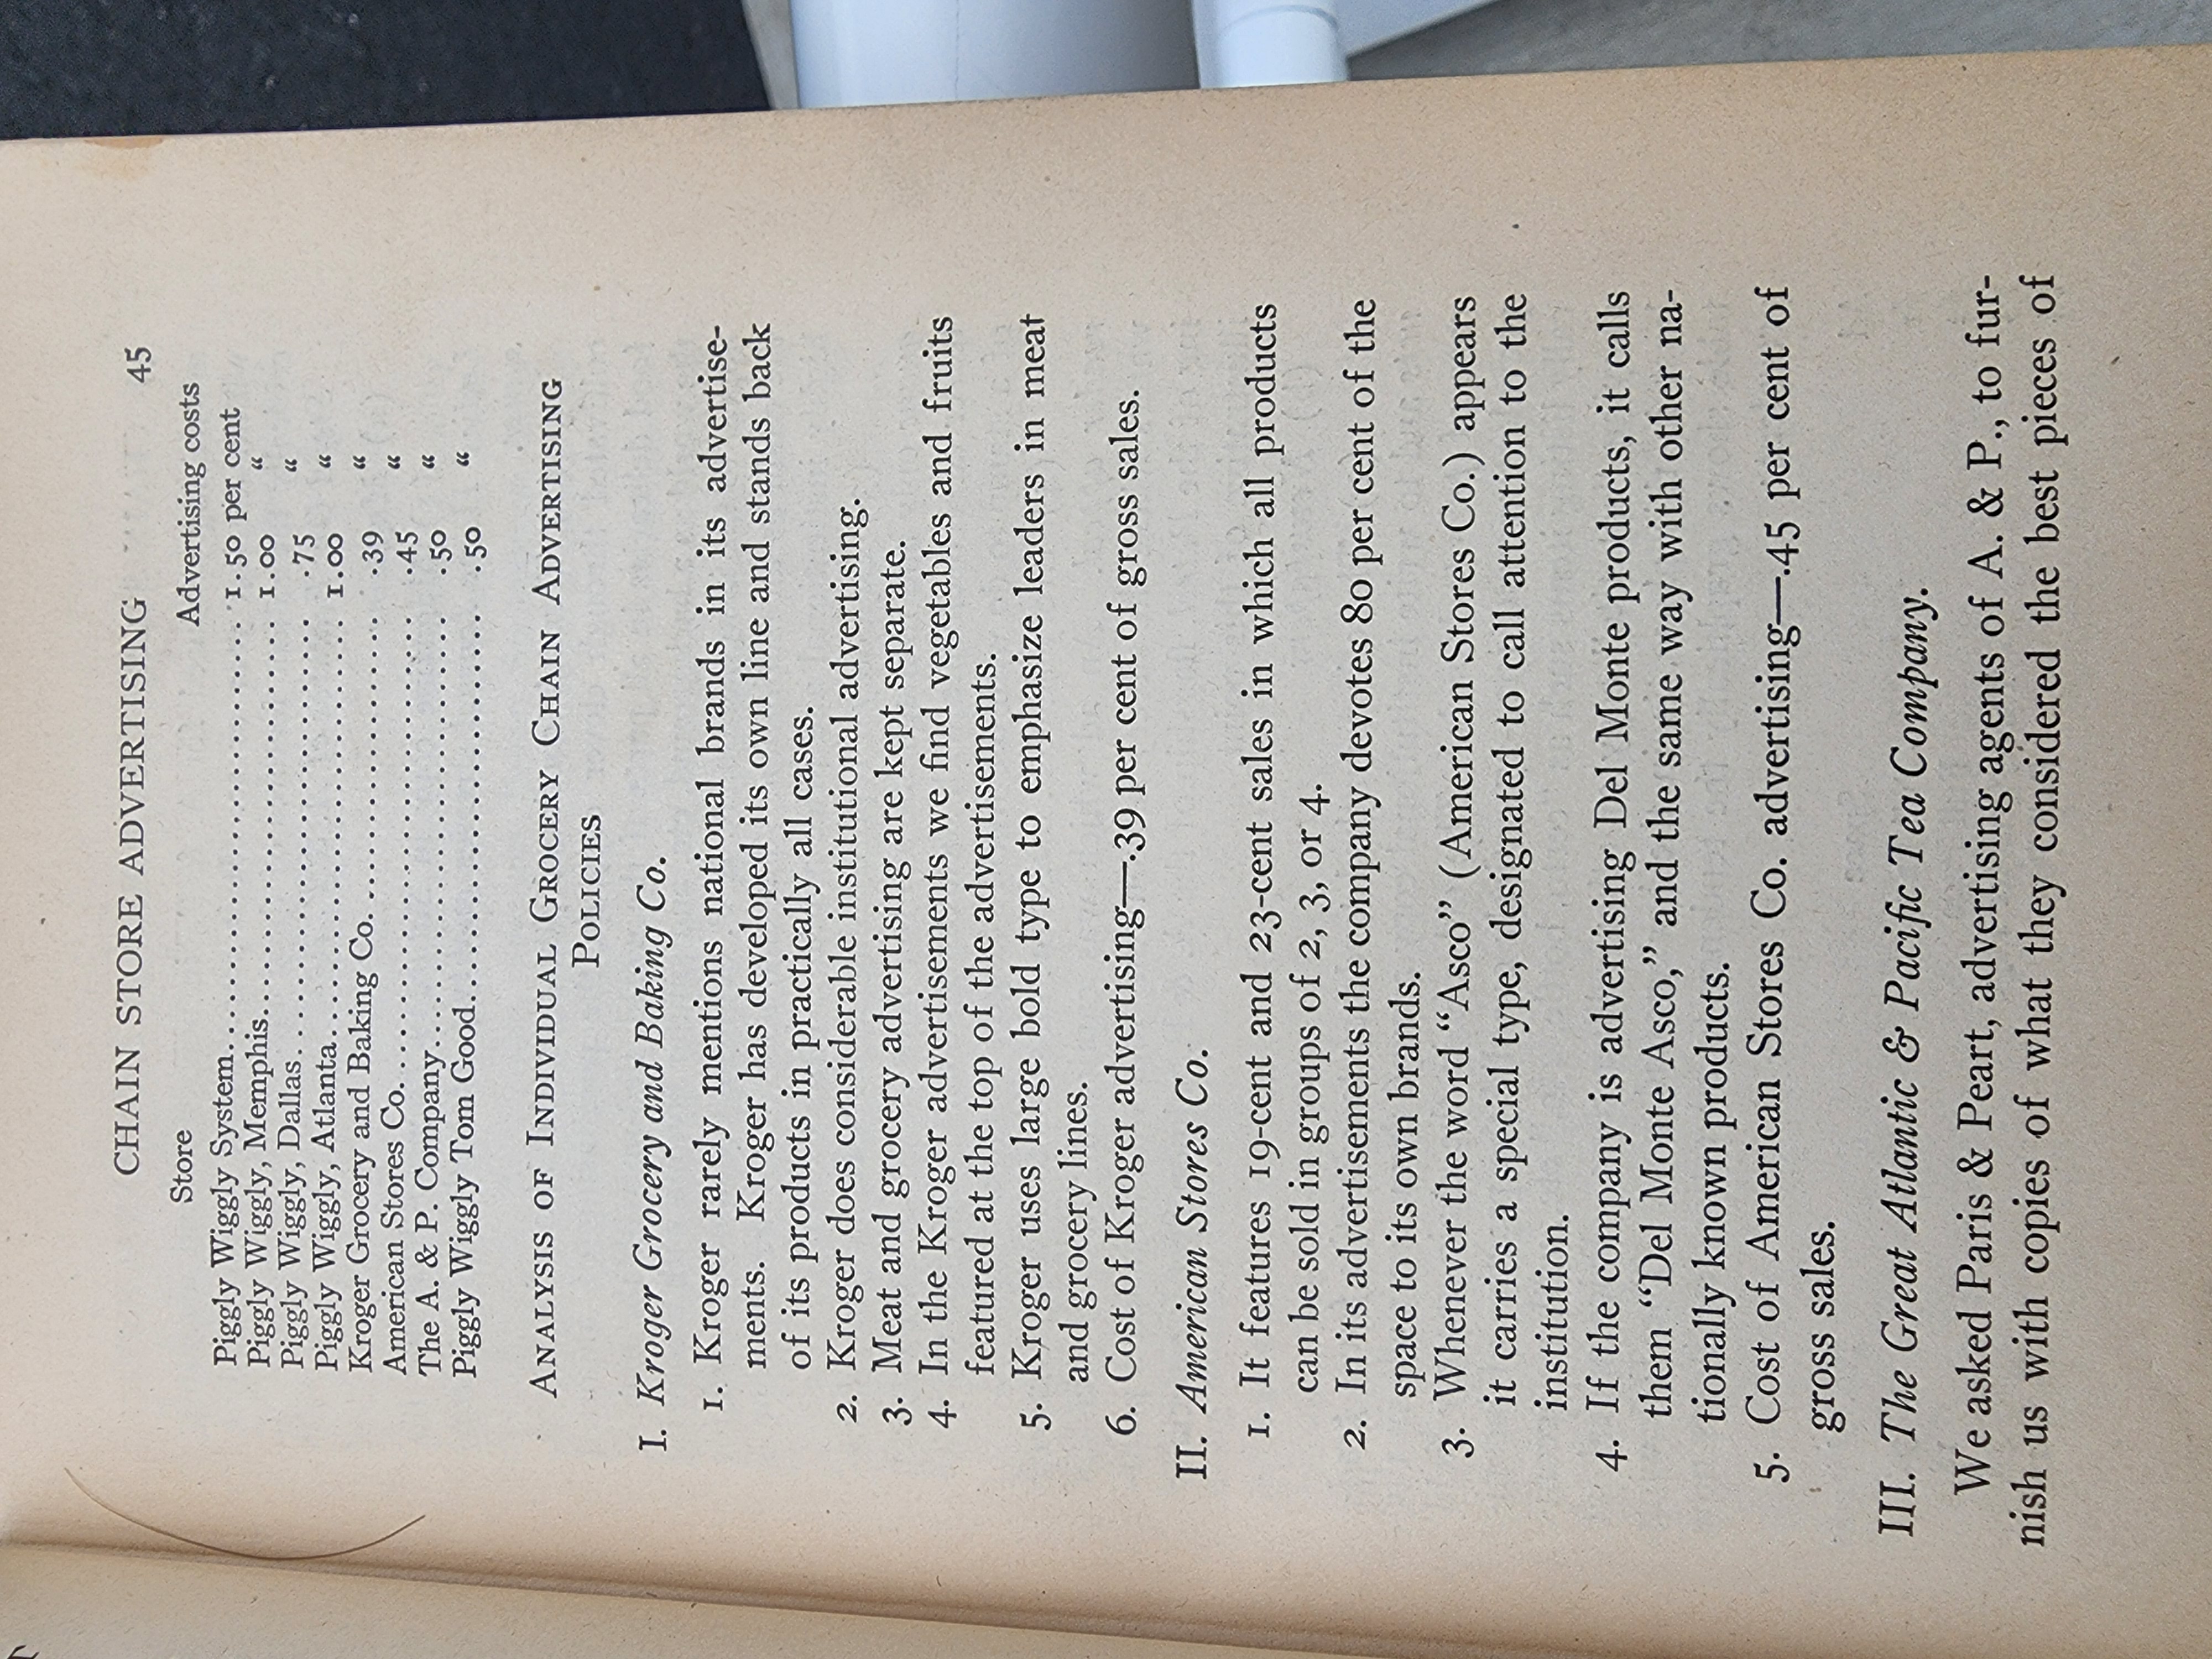 CHAIN STORE ADVERTISING 45
Store Advertising costs
Piggly Wiggly System.............................. 1.50 per cent
Piggly Wiggly, Memphis............................ 1.00 “
Piggly Wiggly, Dallas............................. .75 “
Piggly Wiggly, Atlanta............................ 1.00 “
Kroger Grocery and Baking Co. .................... .39 “
American Stores Co. .............................. .45 “
The A. & P. Company............................... .50 “
Piggly Wiggly Tom Good............................ .50 “
ANALYSIS OF INDIVIDUAL GROCERY CHAIN ADVERTISING
POLICIES
I. Kroger Grocery and Baking Co.
1. Kroger rarely mentions national brands in its advertise-
ments. Kroger has developed its own line and stands back
of its products in practically all cases.
2. Kroger does considerable institutional advertising.
3. Meat and grocery advertising are kept separate.
4. In the Kroger advertisements we find vegetables and fruits
featured at the top of the advertisements.
5. Kroger uses large bold type to emphasize leaders in meat
and grocery lines.
6. Cost of Kroger advertising—.39 per cent of gross sales.
II. American Stores Co.
1. It features 19-cent and 23-cent sales in which all products
can be sold in groups of 2, 3, or 4.
2. In its advertisements the company devotes 80 per cent of the
space to its own brands.
3. Whenever the word “Asco” (American Stores Co.) appears
it carries a special type, designated to call attention to the
institution.
4. If the company is advertising Del Monte products, it calls
them “Del Monte Asco,” and the same way with other na-
tionally known products.
5. Cost of American Stores Co. advertising—.45 per cent of
gross sales.
III. The Great Atlantic & Pacific Tea Company.
We asked Paris & Peart, advertising agents of A. & P., to fur-
nish us with copies of what they considered the best pieces of